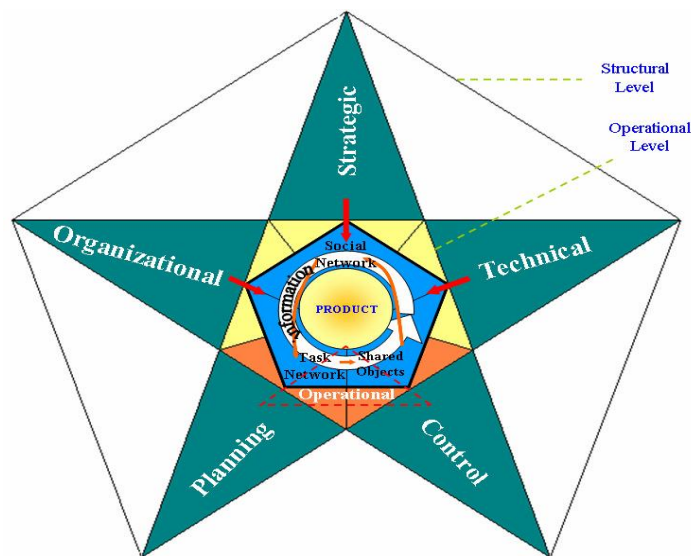 Strategic
Structural
Level
Operational
Level
Organizational
Technical
Social
Network
Information
PRODUCT
Task
Network
Shared
Objects
Operational
Planning
Control